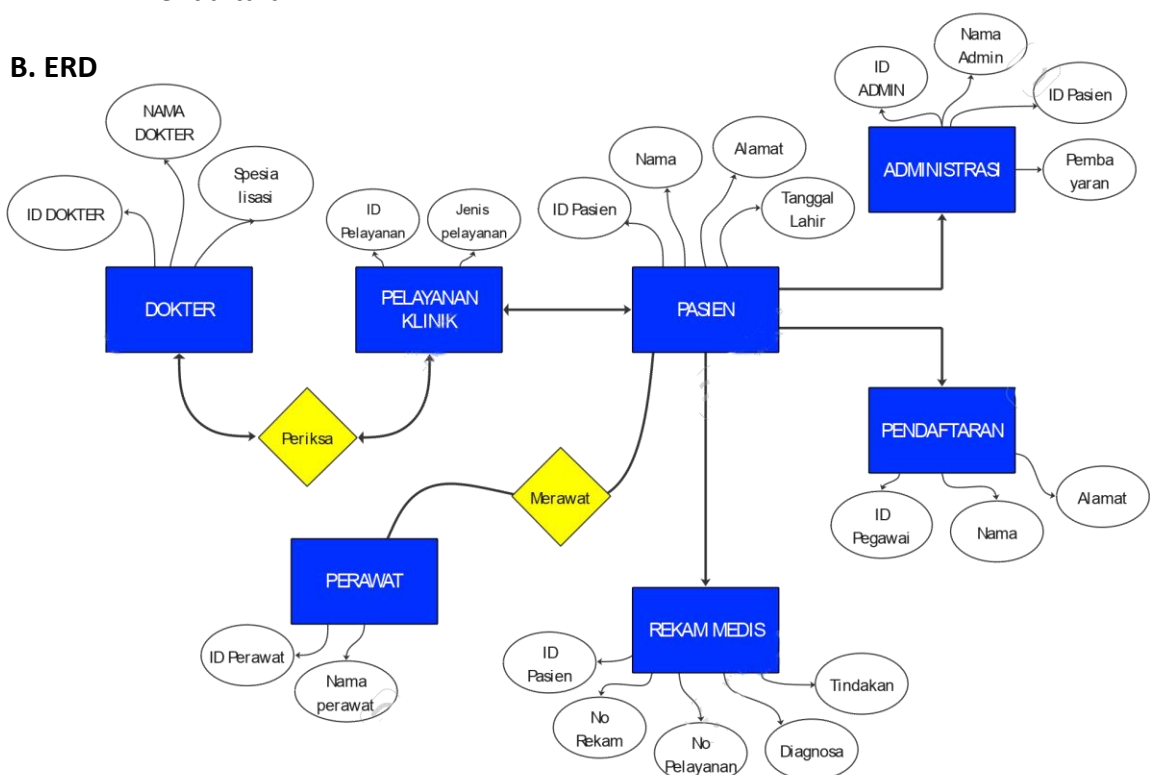 B. ERD
NAMA
DOKTER
ID DOKTER
Spesia
lisasi
DOKTER
ID
Pelayanan
Jenis
pelayanan
PELAYANAN
KLINIK
ID Pasien
Nama
Alamat
Tanggal
Lahir
PASIEN
ID
ADMIN
Nama
Admin
ID Pasien
Pemba
yaran
ADMINISTRASI
PENDAFTARAN
ID
Pegawai
Nama
Alamat
Periksa
Merawat
PERAWAT
ID Perawat
Nama
perawat
REKAM MEDIS
ID
Pasien
No
Rekam
No
Pelayanan
Diagnosa
Tindakan